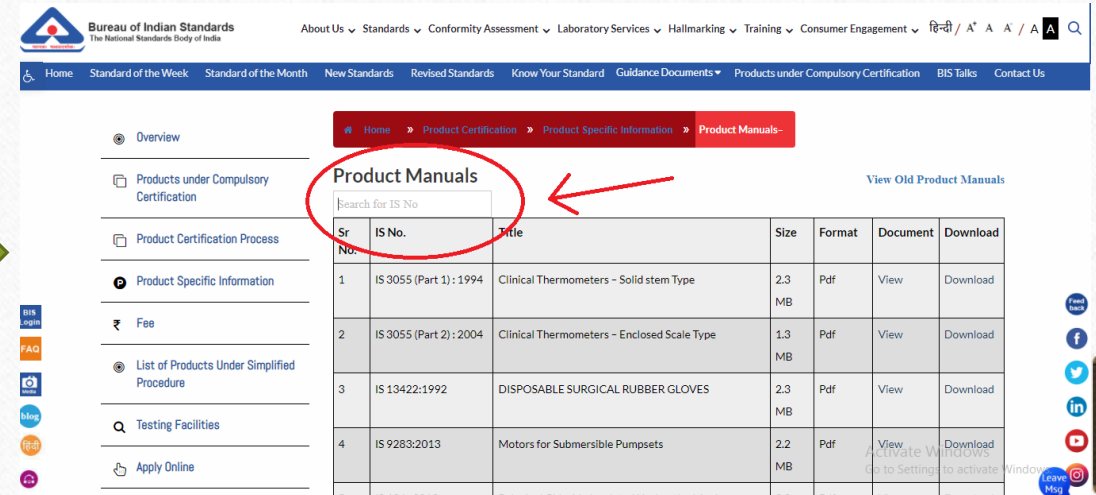 Bureau of Indian Standards
The National Standards Body of India
About Us Standards Conformity Assessment Laboratory Services Hallmarking Training Consumer Engagement हिन्दी / A+ A A- / A A
Home Standard of the Week Standard of the Month New Standards Revised Standards Know Your Standard Guidance Documents Products under Compulsory Certification BIS Talks Contact Us
Home » Product Certification » Product Specific Information » Product Manuals–
Overview
Products under Compulsory
Certification
Product Certification Process
Product Specific Information
₹ Fee
List of Products Under Simplified
Procedure
Testing Facilities
Apply Online
BIS
Login
FAQ
Media
blog
हिंदी
Product Manuals
View Old Product Manuals
Search for IS No
Sr No. IS No. Title Size Format Document Download
1 IS 3055 (Part 1) : 1994 Clinical Thermometers – Solid stem Type 2.3 MB Pdf View Download
2 IS 3055 (Part 2) : 2004 Clinical Thermometers – Enclosed Scale Type 1.3 MB Pdf View Download
3 IS 13422:1992 DISPOSABLE SURGICAL RUBBER GLOVES 2.3 MB Pdf View Download
4 IS 9283:2013 Motors for Submersible Pumpsets 2.2 MB Pdf View Download
Feed
back
Activate Windows
Go to Settings to activate Windows
Leave
Msg